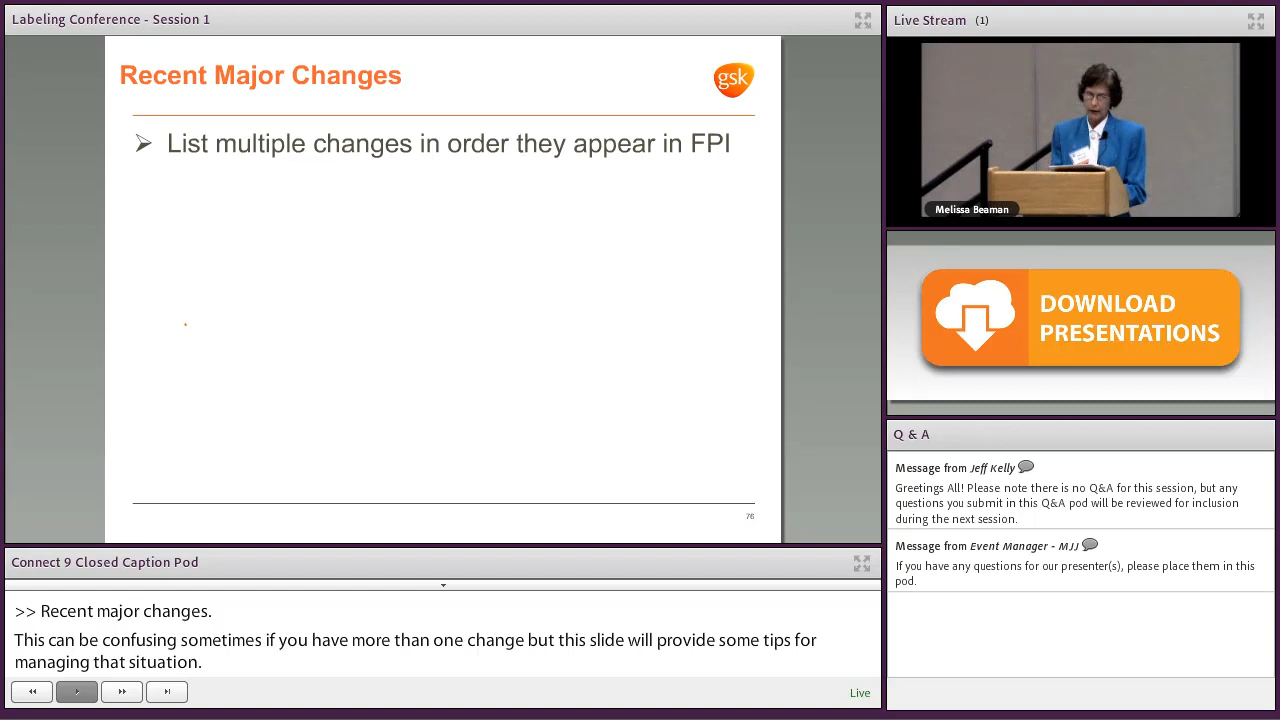 Labeling Conference - Session 1
Recent Major Changes
gsk
➢ List multiple changes in order they appear in FPI
76
Connect 9 Closed Caption Pod
>> Recent major changes.
This can be confusing sometimes if you have more than one change but this slide will provide some tips for
managing that situation.
Live
Live Stream (1)
Melissa Beaman
DOWNLOAD
PRESENTATIONS
Q & A
Message from Jeff Kelly
Greetings All! Please note there is no Q&A for this session, but any
questions you submit in this Q&A pod will be reviewed for inclusion
during the next session.
Message from Event Manager - MJJ
If you have any questions for our presenter(s), please place them in this
pod.